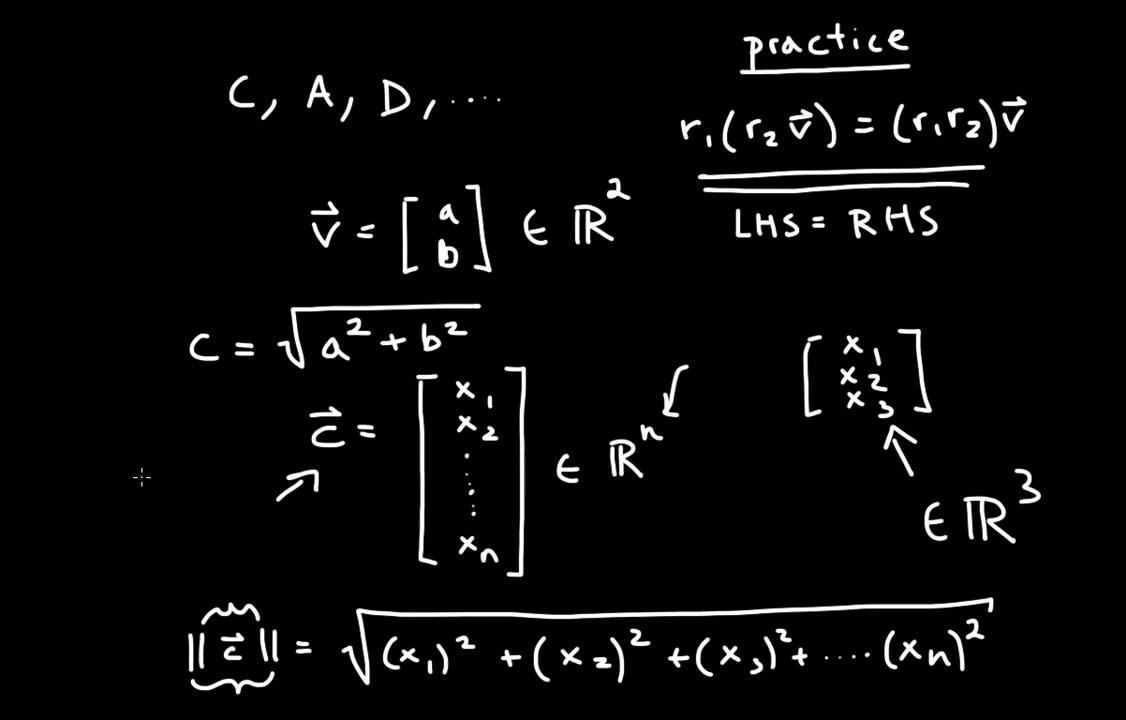 practice
C, A, D, ....
r₁(r₂ v⃗) = (r₁r₂)v⃗
LHS = RHS
v⃗ = [a b] ∈ ℝ²
c = √(a² + b²)
c⃗ = [x₁ x₂ ⋮ xₙ] ∈ ℝⁿ
[x₁ x₂ x₃]
∈ ℝ³
||c⃗|| = √((x₁)² + (x₂)² + (x₃)² + .... (xₙ)²)